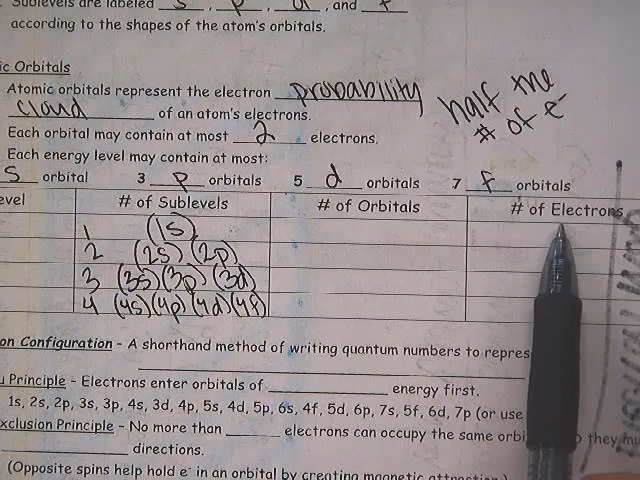 Sublevels are labeled s, p, d, and f
according to the shapes of the atom's orbitals.
ic Orbitals
Atomic orbitals represent the electron probability
cloud of an atom's electrons.
half the
# of e-
Each orbital may contain at most 2 electrons.
Each energy level may contain at most:
s orbital 3 p orbitals 5 d orbitals 7 f orbitals
evel # of Sublevels # of Orbitals # of Electrons
1 (1s)
2 (2s) (2p)
3 (3s) (3p) (3d)
4 (4s) (4p) (4d) (4f)
on Configuration - A shorthand method of writing quantum numbers to repres
u Principle - Electrons enter orbitals of ____ energy first.
1s, 2s, 2p, 3s, 3p, 4s, 3d, 4p, 5s, 4d, 5p, 6s, 4f, 5d, 6p, 7s, 5f, 6d, 7p (or use
xclusion Principle - No more than ____ electrons can occupy the same orbi they mu
____ directions.
(Opposite spins help hold e- in an orbital by creating magnetic attraction.)